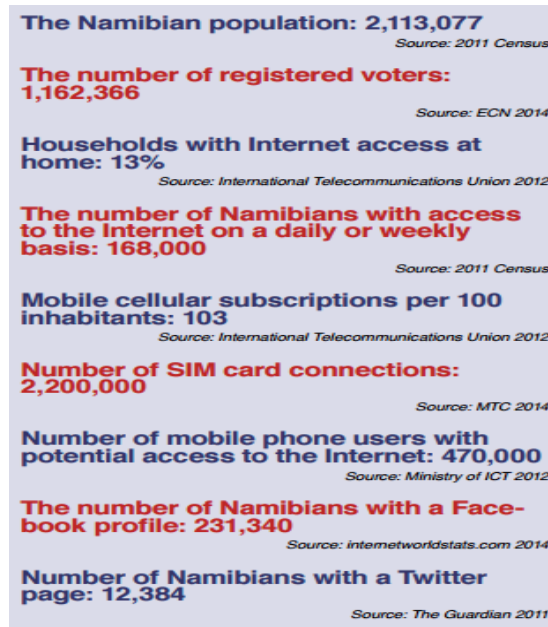 The Namibian population: 2,113,077
Source: 2011 Census
The number of registered voters:
1,162,366
Source: ECN 2014
Households with Internet access at
home: 13%
Source: International Telecommunications Union 2012
The number of Namibians with access
to the Internet on a daily or weekly
basis: 168,000
Source: 2011 Census
Mobile cellular subscriptions per 100
inhabitants: 103
Source: International Telecommunications Union 2012
Number of SIM card connections:
2,200,000
Source: MTC 2014
Number of mobile phone users with
potential access to the Internet: 470,000
Source: Ministry of ICT 2012
The number of Namibians with a Face-
book profile: 231,340
Source: internetworldstats.com 2014
Number of Namibians with a Twitter
page: 12,384
Source: The Guardian 2011